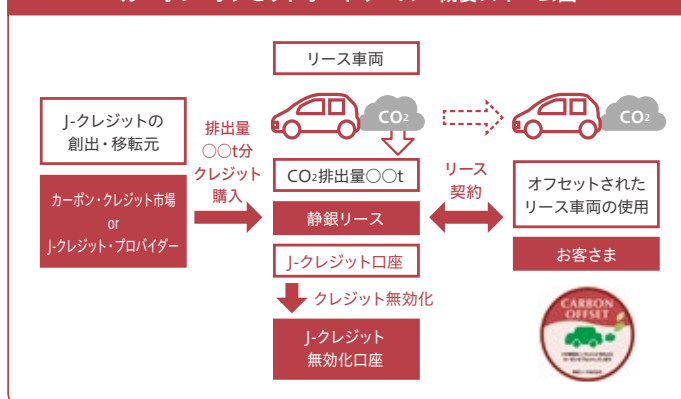 リース車両
CO₂
CO₂
J-クレジットの
創出・移転元
排出量
○○t分
クレジット
購入
CO₂排出量○○t
リース
契約
オフセットされた
リース車両の使用
カーボン・クレジット市場
or
J-クレジット・プロバイダー
静銀リース
お客さま
J-クレジット口座
クレジット無効化
J-クレジット
無効化口座
CARBON
OFFSET